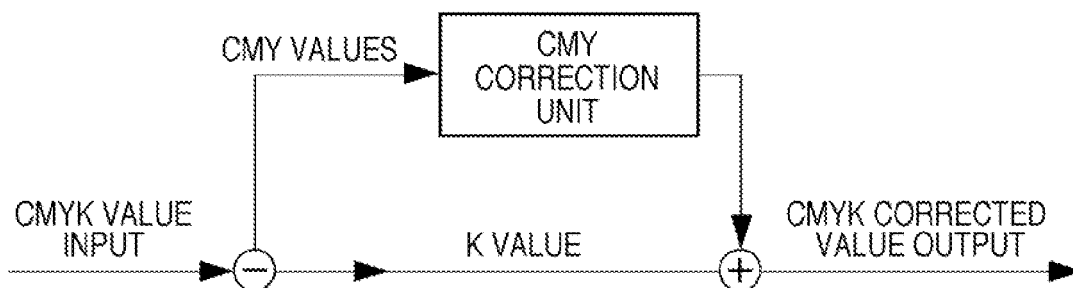 CMY VALUES
CMY
CORRECTION
UNIT
CMYK VALUE
INPUT
K VALUE
CMYK CORRECTED
VALUE OUTPUT
−
+